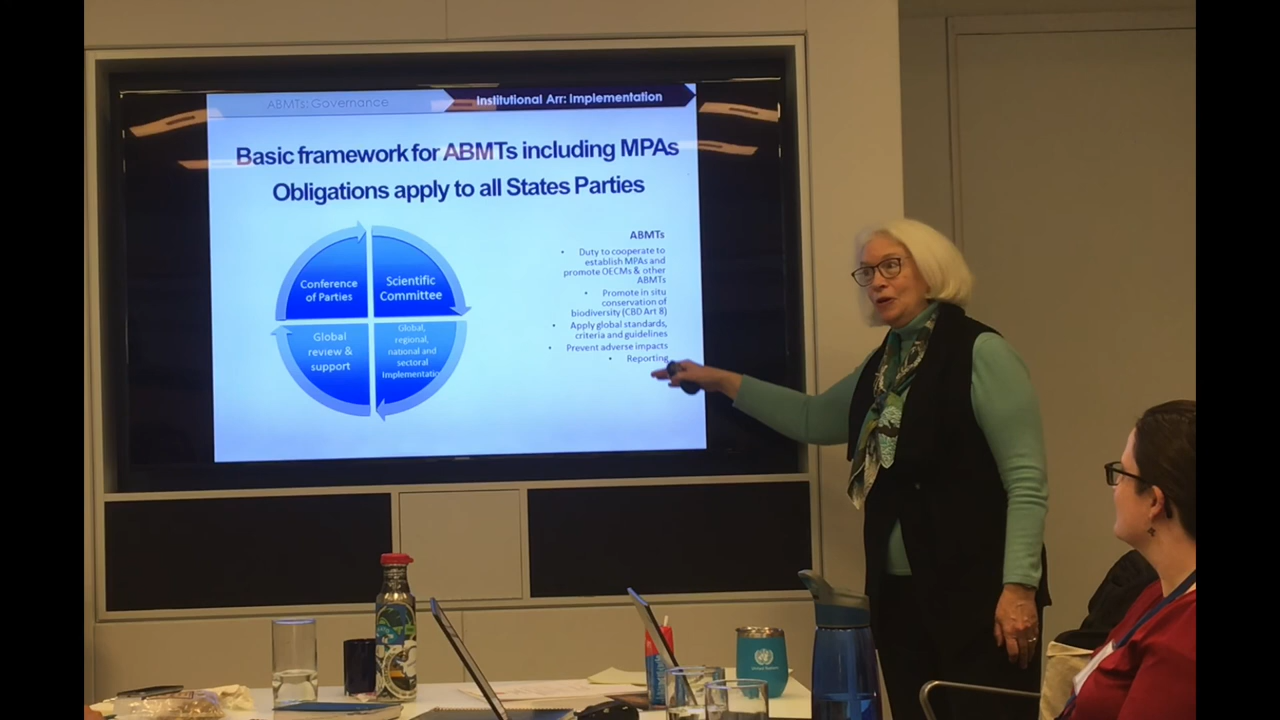 ABMTs: Governance
Institutional Arr: Implementation
Basic framework for ABMTs including MPAs
Obligations apply to all States Parties
Conference
of Parties
Scientific
Committee
Global
review &
support
Global,
regional,
national and
sectoral
Implementatio
ABMTs
• Duty to cooperate to
establish MPAs and
promote OECMs & other
ABMTs
• Promote in situ
conservation of
biodiversity (CBD Art 8)
• Apply global standards,
criteria and guidelines
• Prevent adverse impacts
• Reporting
United Nations